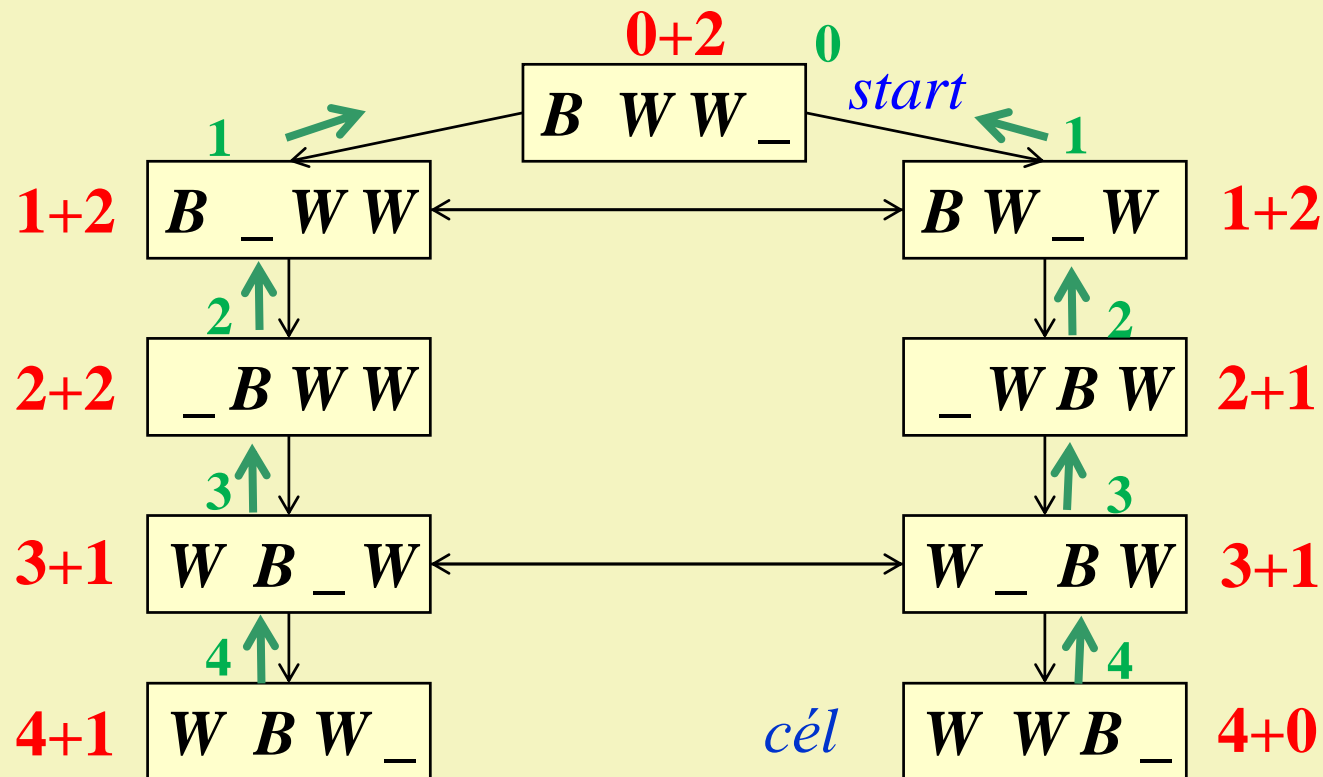 0+2 0
B W W _ start
1 1
1+2 B _ W W B W _ W 1+2
2 2
2+2 _ B W W _ W B W 2+1
3 3
3+1 W B _ W W _ B W 3+1
4 4
4+1 W B W _ cél W W B _ 4+0